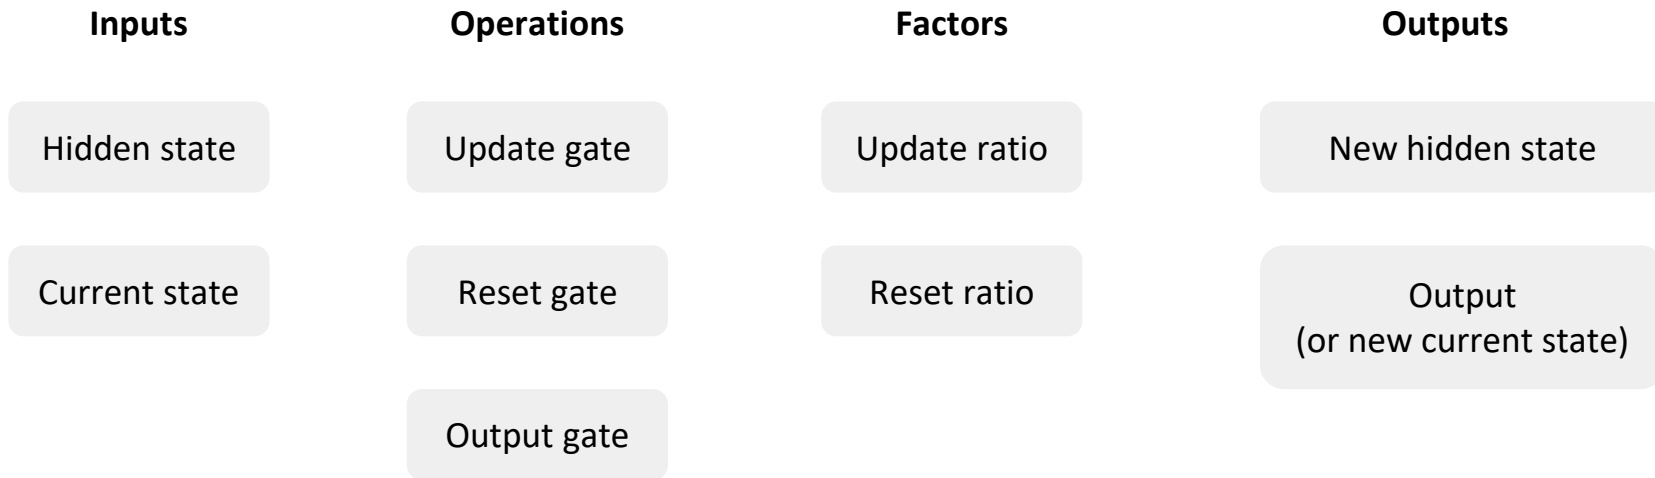 Inputs
Operations
Factors
Outputs
Hidden state
Update gate
Update ratio
New hidden state
Current state
Reset gate
Reset ratio
Output
(or new current state)
Output gate